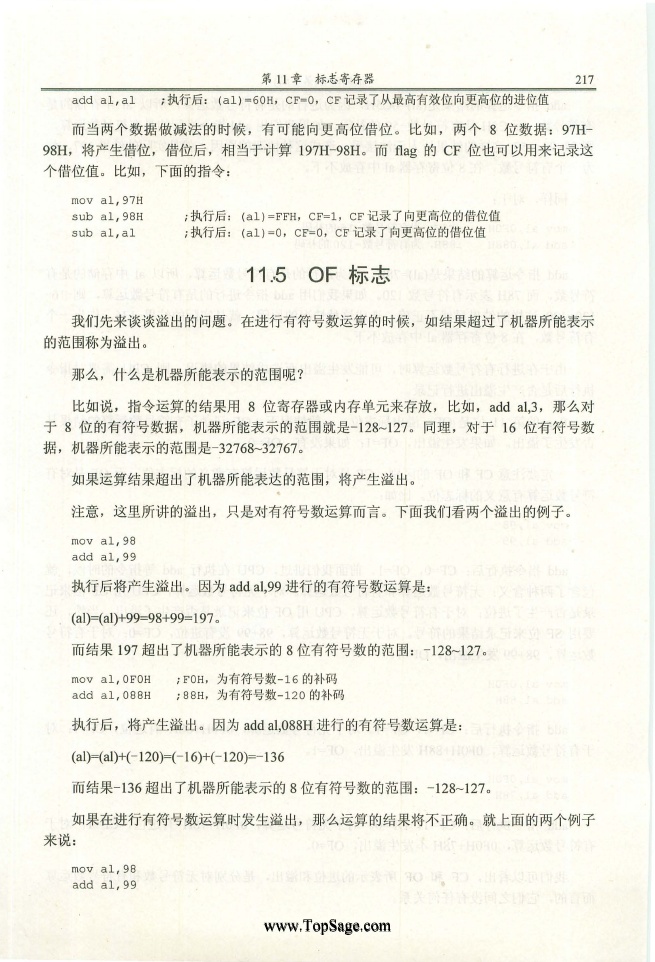 第 11 章 标志寄存器 217
add al,al ;执行后：(al)=60H，CF=0，CF 记录了从最高有效位向更高位的进位值
而当两个数据做减法的时候，有可能向更高位借位。比如，两个 8 位数据：97H-
98H，将产生借位，借位后，相当于计算 197H-98H。而 flag 的 CF 位也可以用来记录这
个借位值。比如，下面的指令：
mov al,97H
sub al,98H ;执行后：(al)=FFH，CF=1，CF 记录了向更高位的借位值
sub al,al ;执行后：(al)=0，CF=0，CF 记录了向更高位的借位值
11.5 OF 标志
我们先来谈谈溢出的问题。在进行有符号数运算的时候，如结果超过了机器所能表示
的范围称为溢出。
那么，什么是机器所能表示的范围呢？
比如说，指令运算的结果用 8 位寄存器或内存单元来存放，比如，add al,3，那么对
于 8 位的有符号数据，机器所能表示的范围就是-128~127。同理，对于 16 位有符号数
据，机器所能表示的范围是-32768~32767。
如果运算结果超出了机器所能表达的范围，将产生溢出。
注意，这里所讲的溢出，只是对有符号数运算而言。下面我们看两个溢出的例子。
mov al,98
add al,99
执行后将产生溢出。因为 add al,99 进行的有符号数运算是：
(al)=(al)+99=98+99=197。
而结果 197 超出了机器所能表示的 8 位有符号数的范围：-128~127。
mov al,0F0H ;F0H，为有符号数-16 的补码
add al,088H ;88H，为有符号数-120 的补码
执行后，将产生溢出。因为 add al,088H 进行的有符号数运算是：
(al)=(al)+(-120)=(-16)+(-120)=-136
而结果-136 超出了机器所能表示的 8 位有符号数的范围：-128~127。
如果在进行有符号数运算时发生溢出，那么运算的结果将不正确。就上面的两个例子
来说：
mov al,98
add al,99
www.TopSage.com